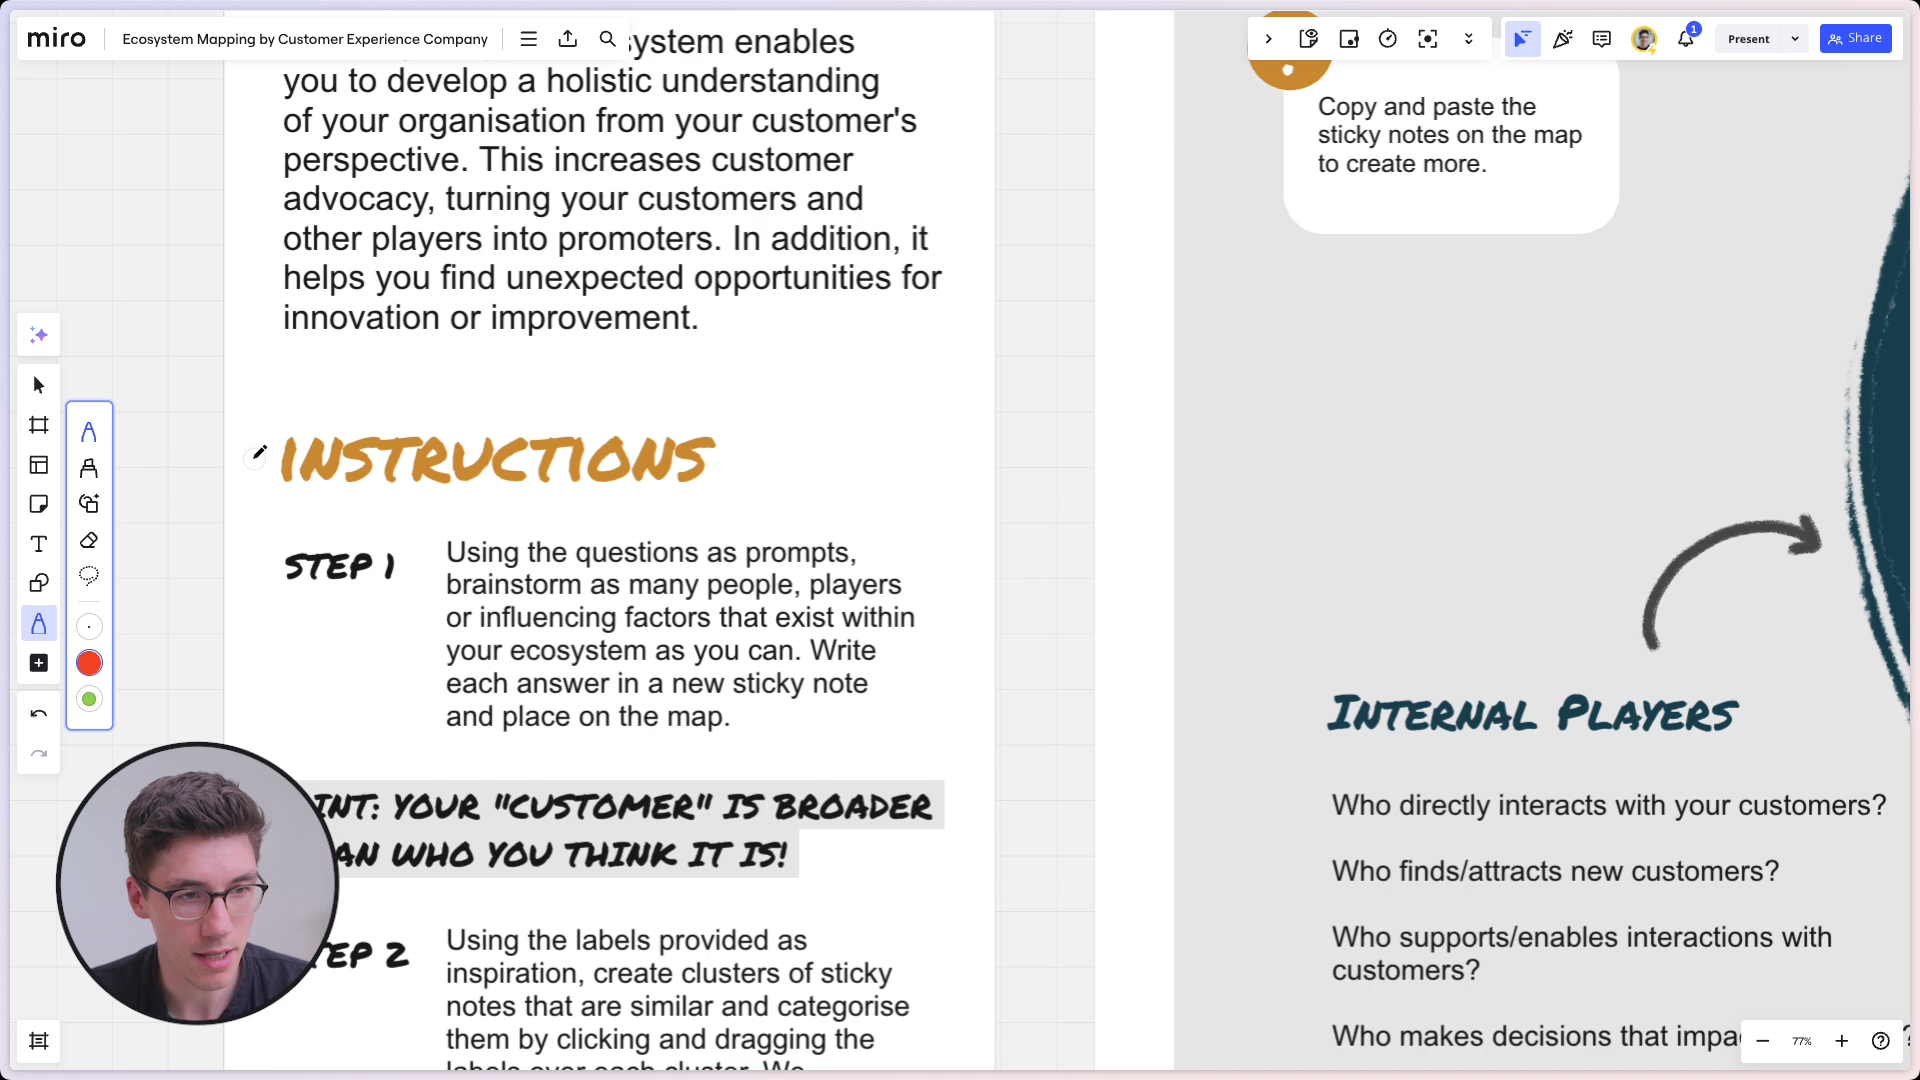 miro
Ecosystem Mapping by Customer Experience Company
system enables
you to develop a holistic understanding
of your organisation from your customer's
perspective. This increases customer
advocacy, turning your customers and
other players into promoters. In addition, it
helps you find unexpected opportunities for
innovation or improvement.
INSTRUCTIONS
STEP 1
Using the questions as prompts,
brainstorm as many people, players
or influencing factors that exist within
your ecosystem as you can. Write
each answer in a new sticky note
and place on the map.
INT: YOUR "CUSTOMER" IS BROADER
AN WHO YOU THINK IT IS!
TEP 2
Using the labels provided as
inspiration, create clusters of sticky
notes that are similar and categorise
them by clicking and dragging the
labels over each cluster. We
1
Present
Share
Copy and paste the
sticky notes on the map
to create more.
INTERNAL PLAYERS
Who directly interacts with your customers?
Who finds/attracts new customers?
Who supports/enables interactions with
customers?
Who makes decisions that impa
77%